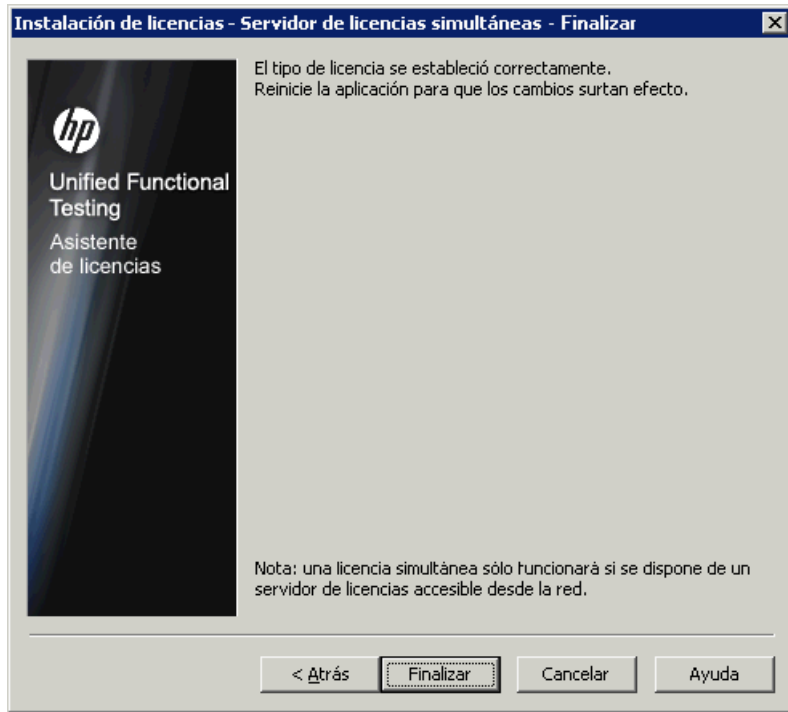 Instalación de licencias - Servidor de licencias simultáneas - Finalizar
El tipo de licencia se estableció correctamente.
Reinicie la aplicación para que los cambios surtan efecto.
hp
Unified Functional
Testing
Asistente
de licencias
Nota: una licencia simultánea sólo funcionará si se dispone de un
servidor de licencias accesible desde la red.
< Atrás
Finalizar
Cancelar
Ayuda